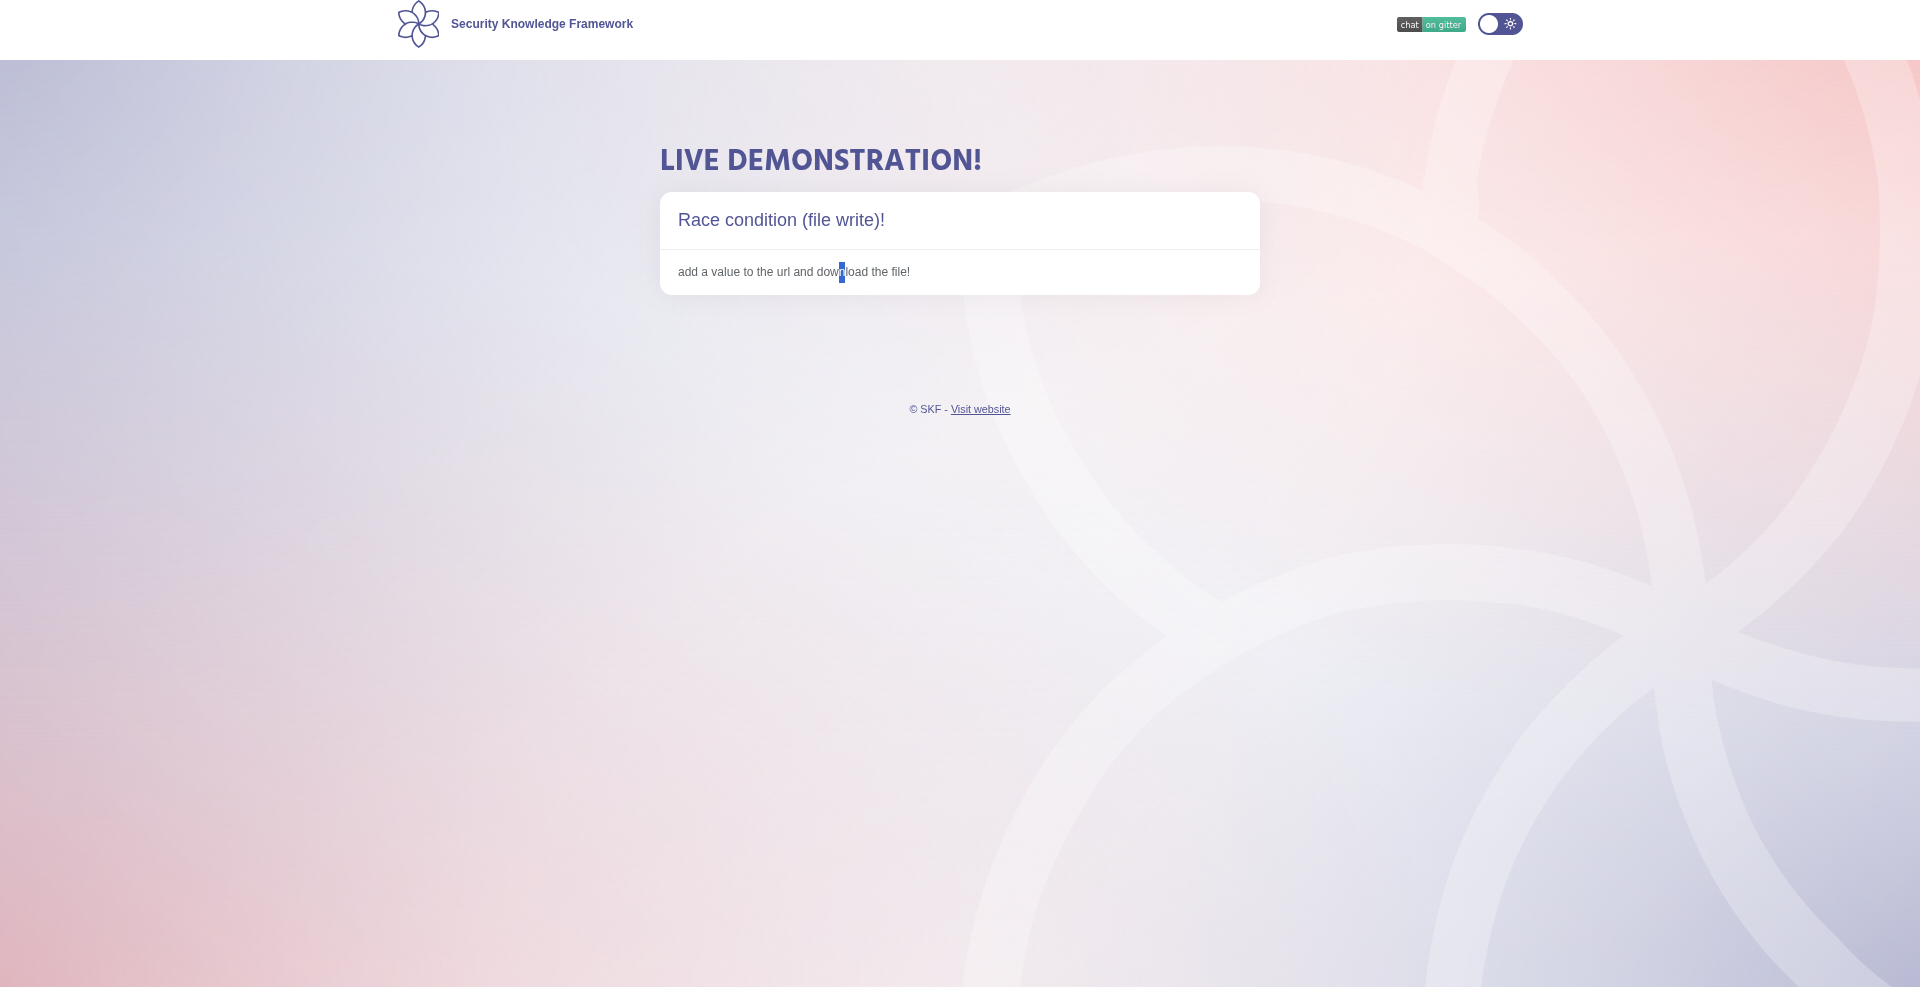 Security Knowledge Framework
chat on gitter
LIVE DEMONSTRATION!
Race condition (file write)!
add a value to the url and download the file!
© SKF - Visit website